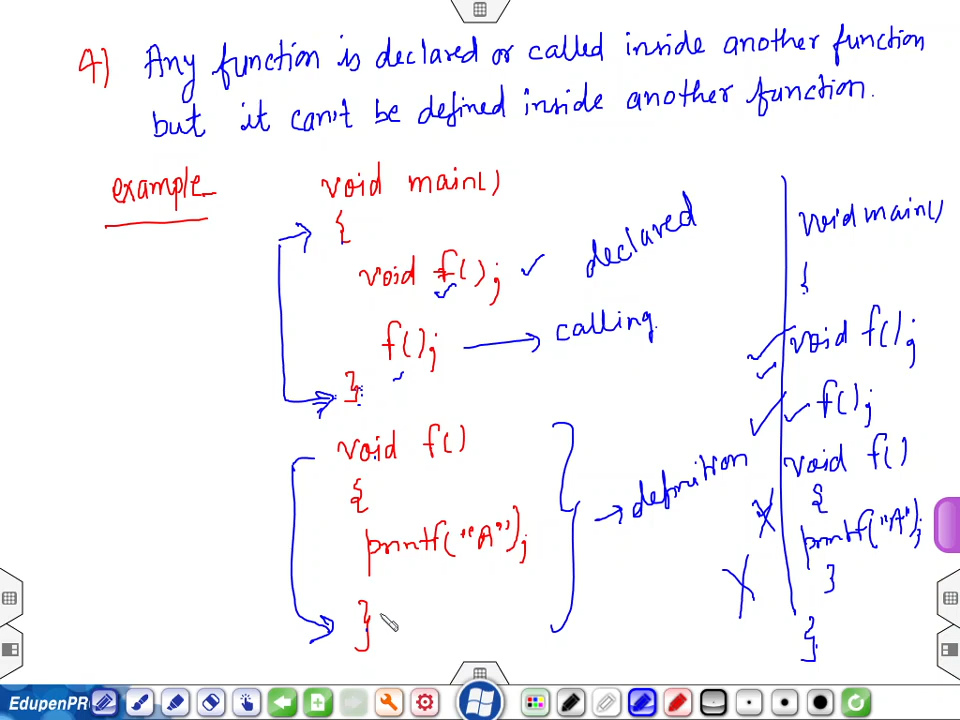 4) Any function is declared or called inside another function
but it can't be defined inside another function.
example
void main()
{
void f();
declared
f();
calling
}
void f()
{
printf("A");
}
definition
void main()
{
void f();
f();
void f()
{
printf("A");
}
}
EdupenPR